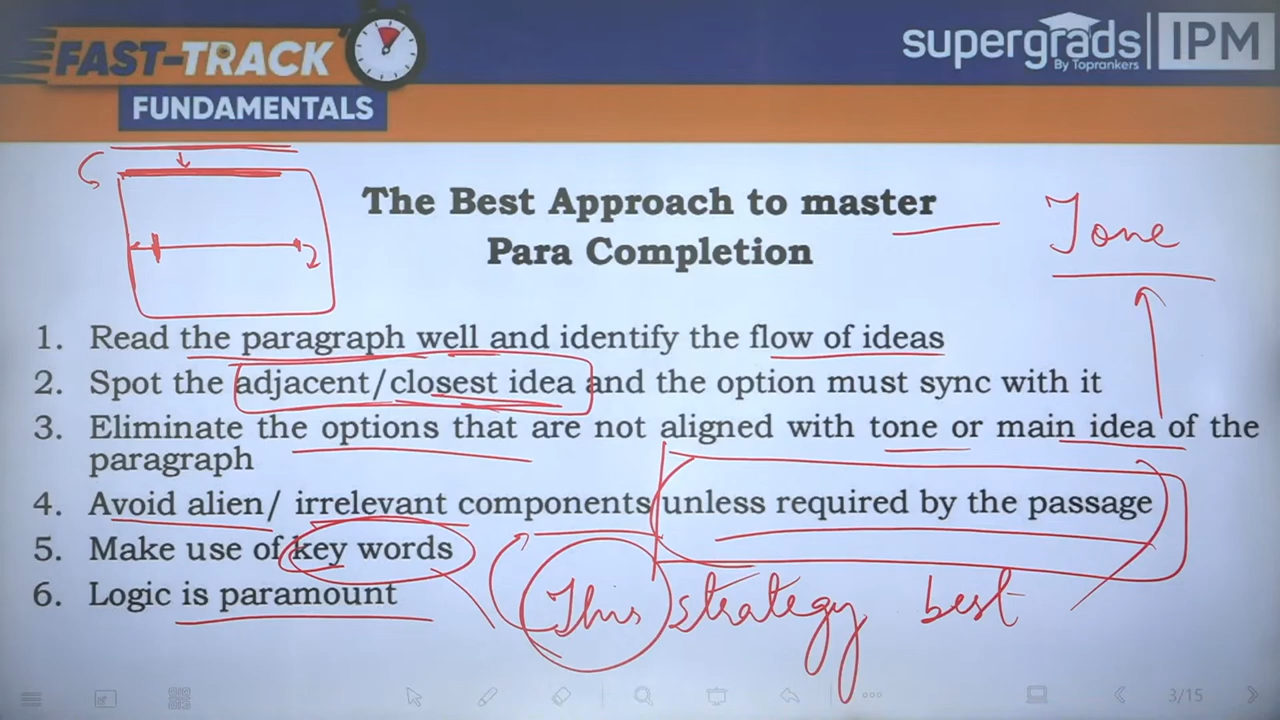 FAST-TRACK
FUNDAMENTALS
supergrads
By Toprankers
IPM
The Best Approach to master
Para Completion
Tone
1. Read the paragraph well and identify the flow of ideas
2. Spot the adjacent/closest idea and the option must sync with it
3. Eliminate the options that are not aligned with tone or main idea of the
paragraph
4. Avoid alien/ irrelevant components unless required by the passage
5. Make use of key words
6. Logic is paramount
This strategy best
3/15